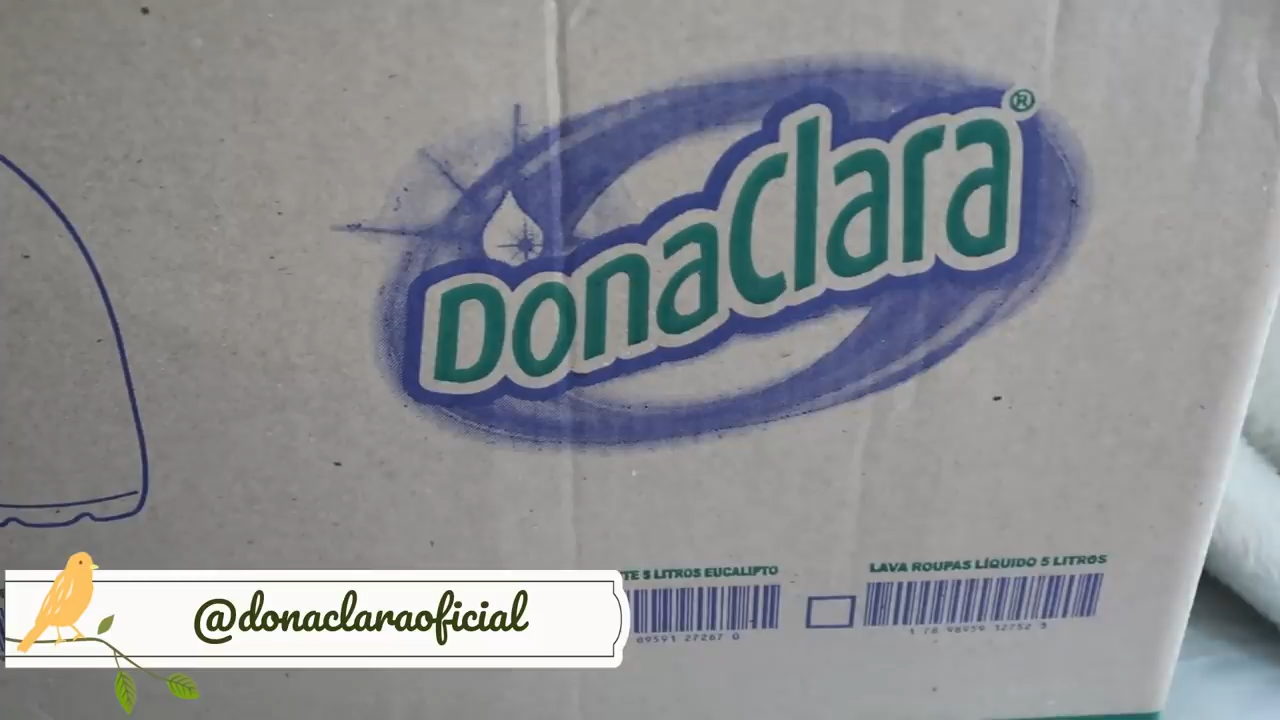 DonaClara®
TE 5 LITROS EUCALIPTO
LAVA ROUPAS LÍQUIDO 5 LITROS
@donaclaraoficial